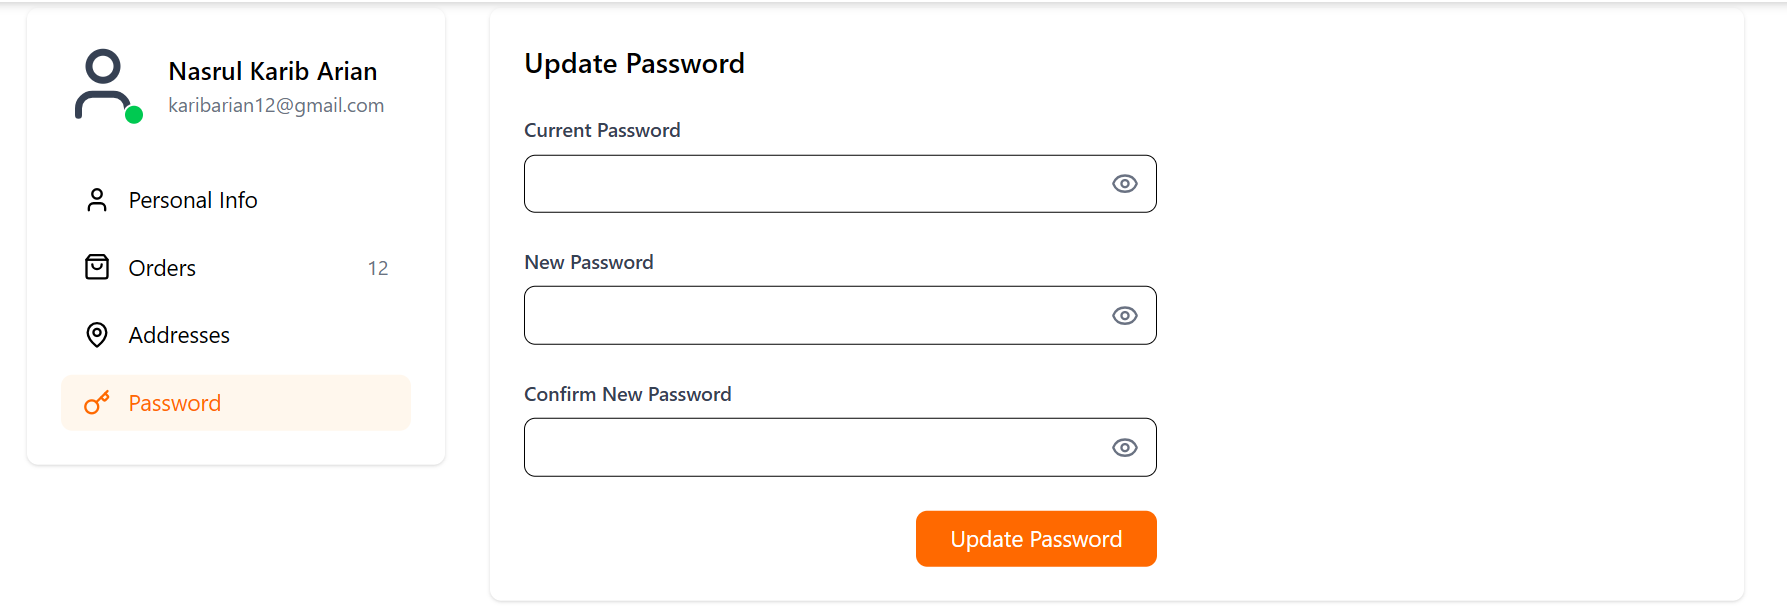 Nasrul Karib Arian
karibarian12@gmail.com
Personal Info
Orders 12
Addresses
Password
Update Password
Current Password
New Password
Confirm New Password
Update Password